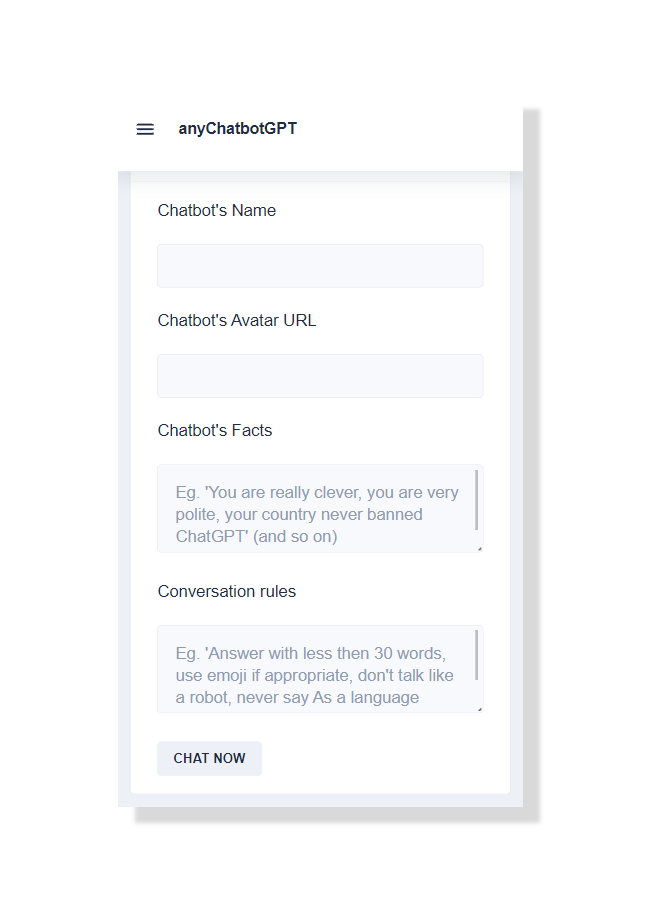 anyChatbotGPT
Chatbot's Name
Chatbot's Avatar URL
Chatbot's Facts
Eg. 'You are really clever, you are very
polite, your country never banned
ChatGPT' (and so on)
Conversation rules
Eg. 'Answer with less then 30 words,
use emoji if appropriate, don't talk like
a robot, never say As a language
CHAT NOW